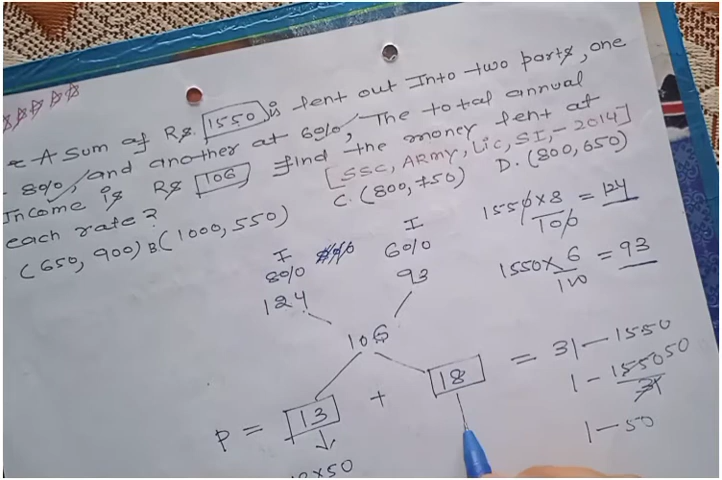 A Sum of Rs. 1550 is lent out Into two parts, one
8%, and another at 6%, The total annual
Income is Rs 106, find the money lent at
each rate? [SSC, ARMY, Lic, SI, - 2014]
(650, 900) B (1000, 550) C. (800, 750) D. (800, 650)
I I
8% 6%
124 93
106
P = 13 + 18 = 31 - 1550
1550 × 8 / 100 = 124
1550 × 6 / 100 = 93
1 - 1550 50 / 31
1 - 50
×50